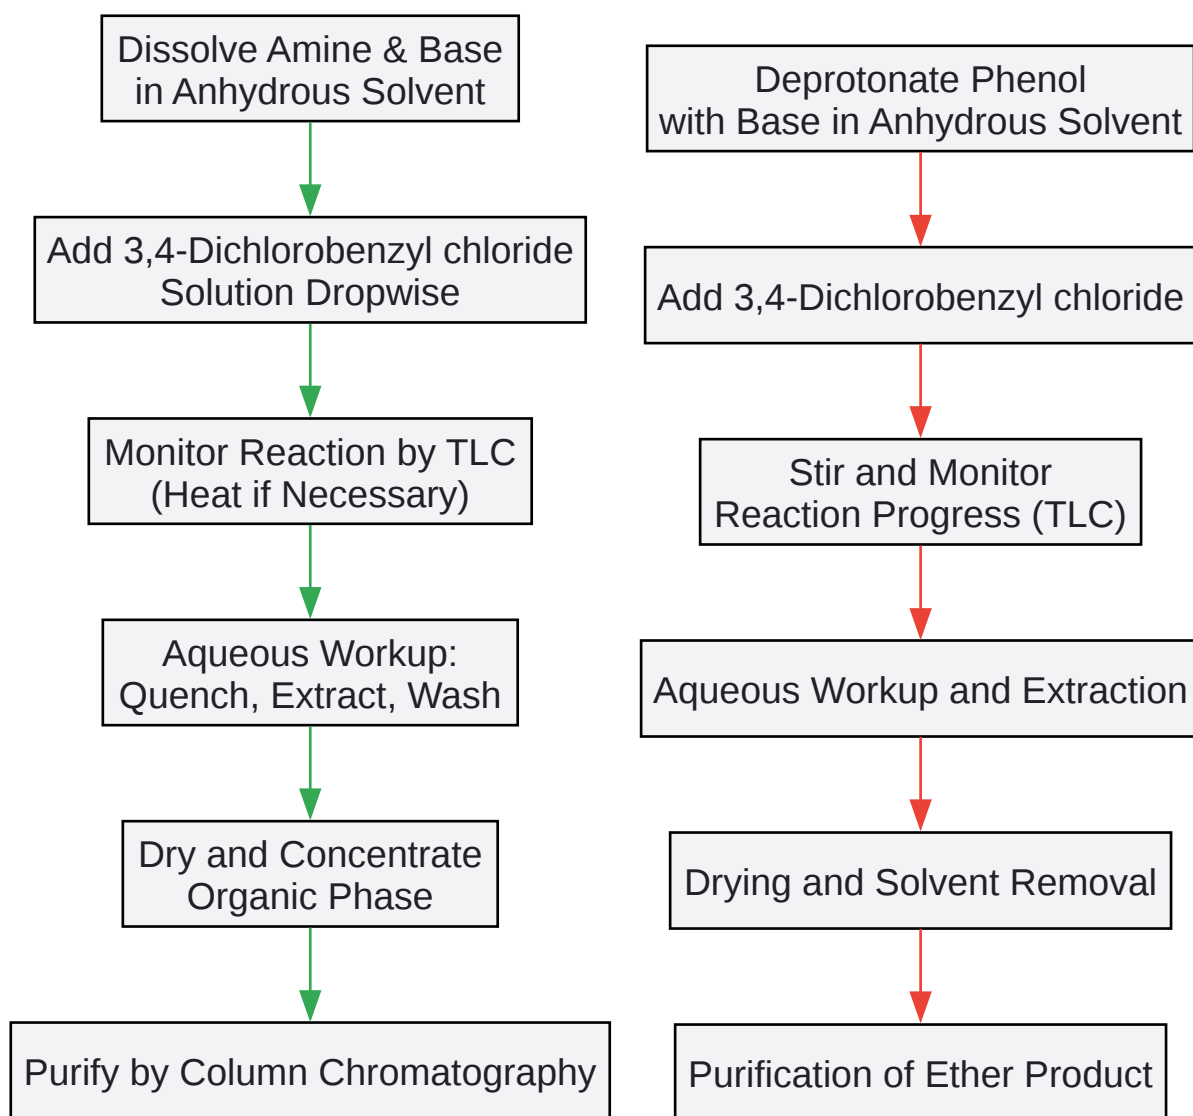 Dissolve Amine & Base
in Anhydrous Solvent
Add 3,4-Dichlorobenzyl chloride
Solution Dropwise
Monitor Reaction by TLC
(Heat if Necessary)
Aqueous Workup:
Quench, Extract, Wash
Dry and Concentrate
Organic Phase
Purify by Column Chromatography
Deprotonate Phenol
with Base in Anhydrous Solvent
Add 3,4-Dichlorobenzyl chloride
Stir and Monitor
Reaction Progress (TLC)
Aqueous Workup and Extraction
Drying and Solvent Removal
Purification of Ether Product